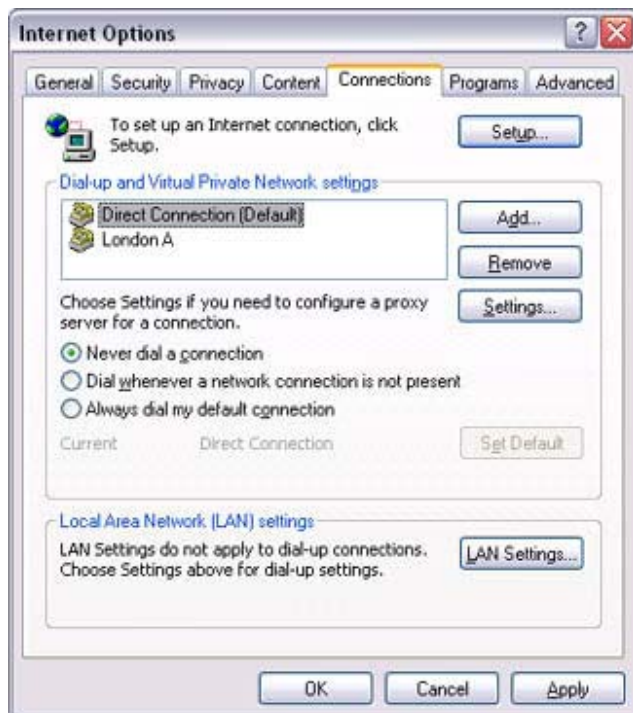 Internet Options
General Security Privacy Content Connections Programs Advanced
To set up an Internet connection, click
Setup.
Setup...
Dial-up and Virtual Private Network settings
Direct Connection (Default)
London A
Add...
Remove
Choose Settings if you need to configure a proxy
server for a connection.
Settings...
Never dial a connection
Dial whenever a network connection is not present
Always dial my default connection
Current Direct Connection Set Default
Local Area Network (LAN) settings
LAN Settings do not apply to dial-up connections.
Choose Settings above for dial-up settings.
LAN Settings...
OK Cancel Apply